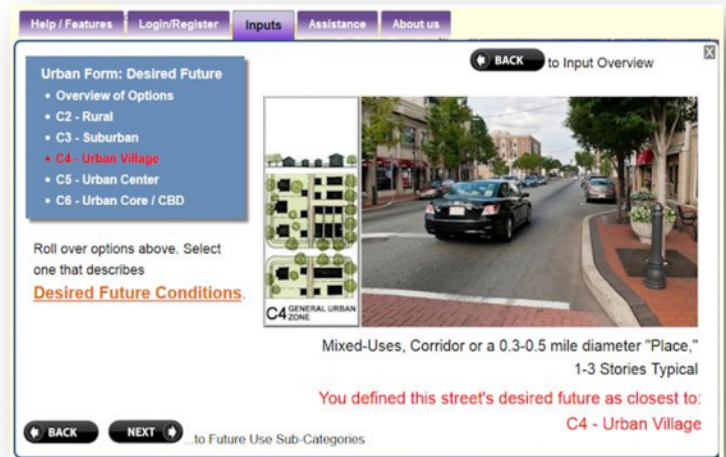 Help / Features
Login/Register
Inputs
Assistance
About us
BACK to Input Overview
X
Urban Form: Desired Future
• Overview of Options
• C2 - Rural
• C3 - Suburban
• C4 - Urban Village
• C5 - Urban Center
• C6 - Urban Core / CBD
Roll over options above. Select
one that describes
Desired Future Conditions.
C4 GENERAL URBAN
ZONE
Mixed-Uses, Corridor or a 0.3-0.5 mile diameter "Place,"
1-3 Stories Typical
You defined this street's desired future as closest to:
C4 - Urban Village
BACK NEXT ...to Future Use Sub-Categories